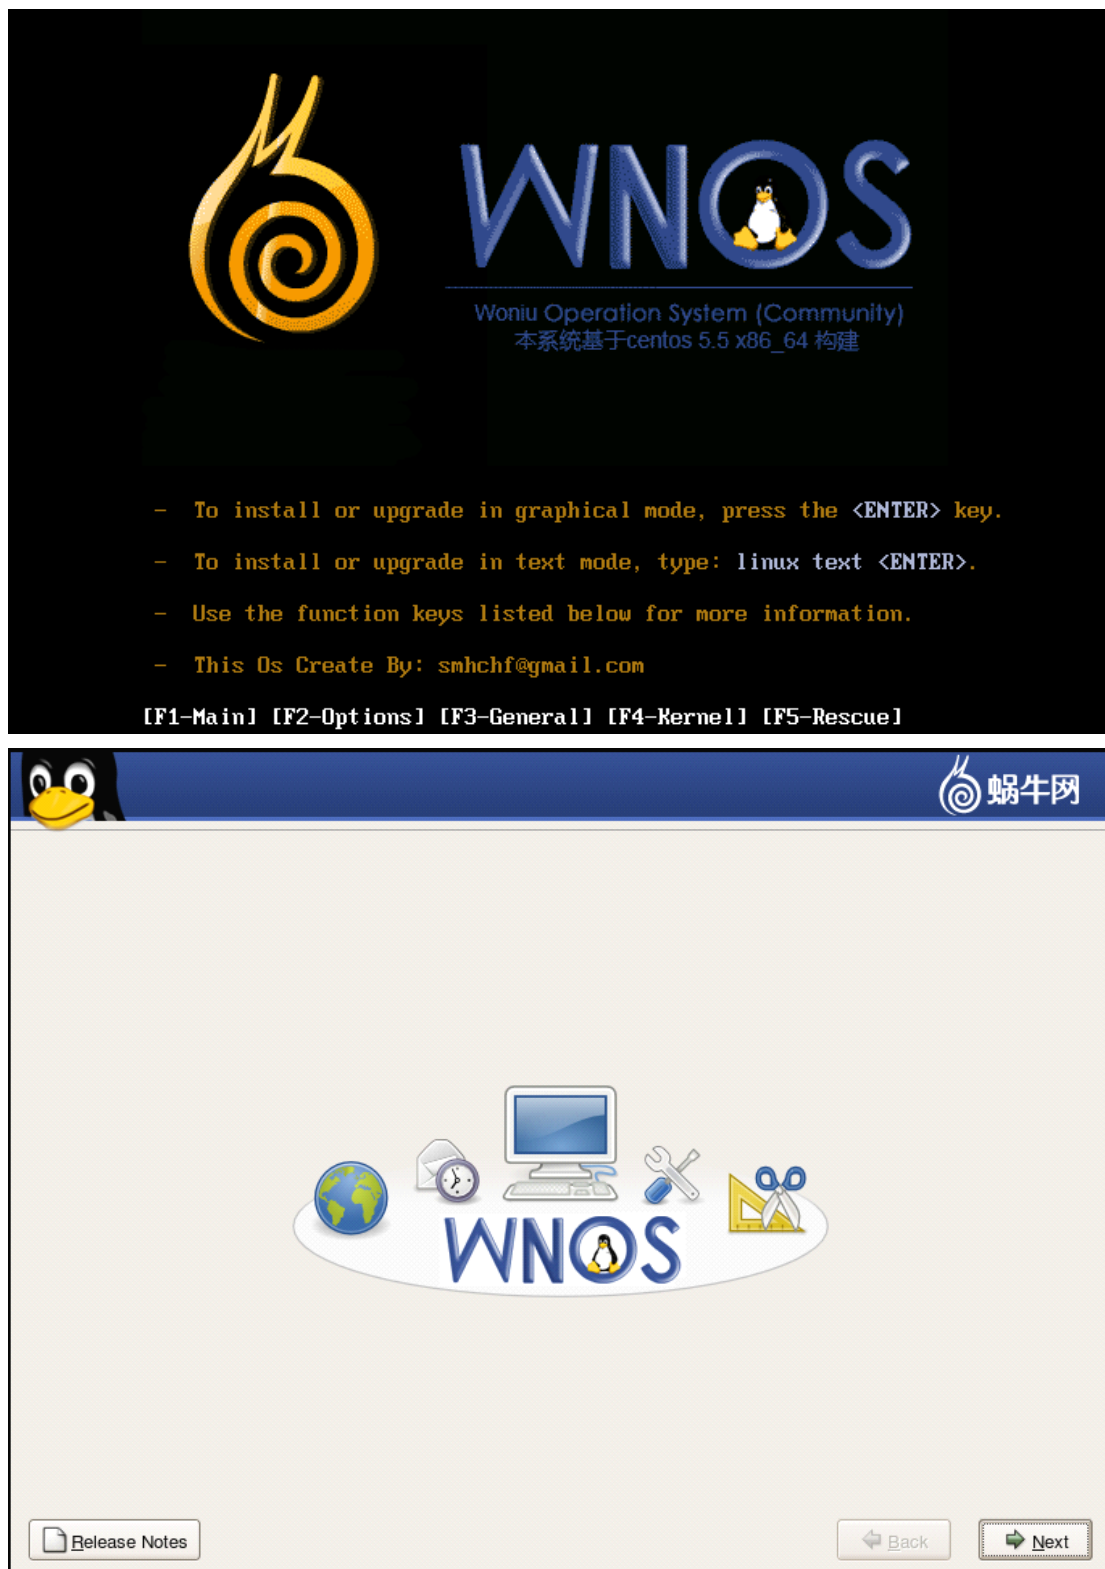 WNOS
Woniu Operation System (Community)
本系统基于centos 5.5 x86_64 构建
- To install or upgrade in graphical mode, press the <ENTER> key.
- To install or upgrade in text mode, type: linux text <ENTER>.
- Use the function keys listed below for more information.
- This Os Create By: smhchf@gmail.com
[F1-Main] [F2-Options] [F3-General] [F4-Kernel] [F5-Rescue]
蜗牛网
WNOS
Release Notes
Back
Next